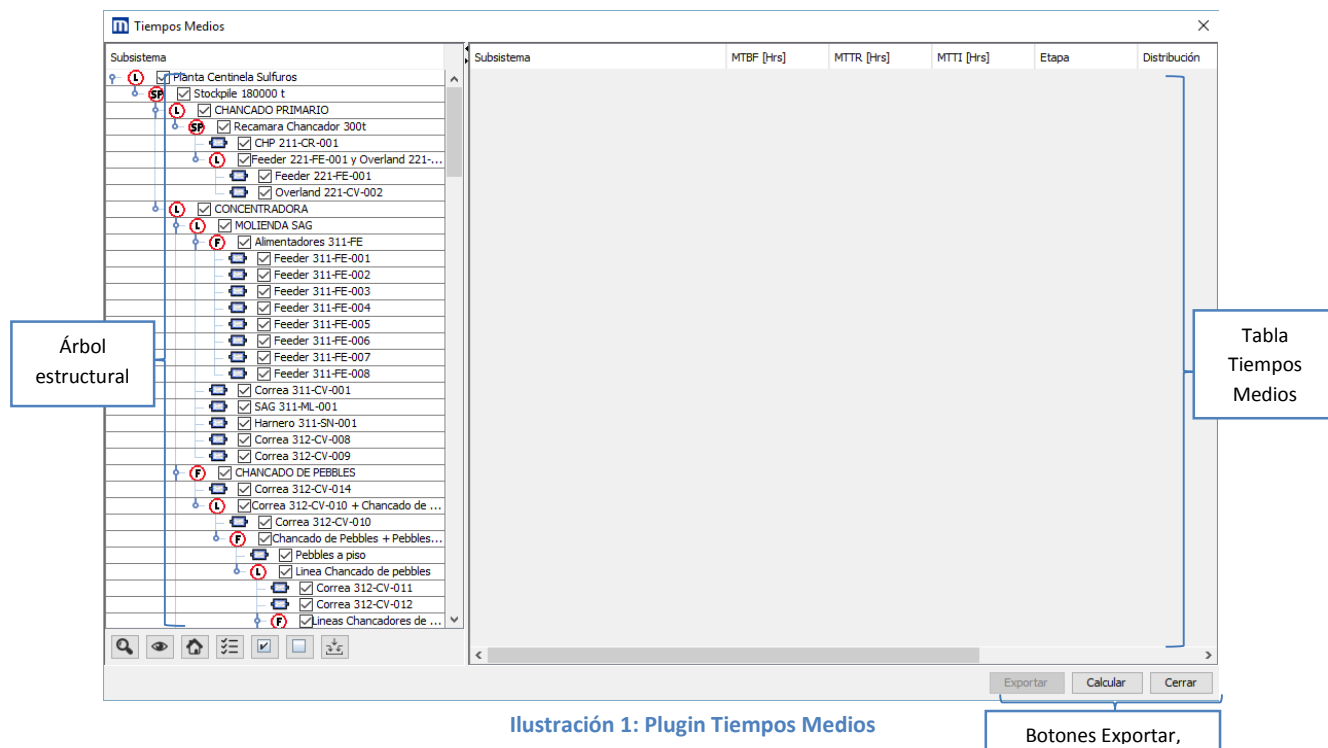 Tiempos Medios
Subsistema
Planta Centinela Sulfuros
SP Stockpile 180000 t
L CHANCADO PRIMARIO
SP Recamara Chancador 300t
CHP 211-CR-001
L Feeder 221-FE-001 y Overland 221-...
Feeder 221-FE-001
Overland 221-CV-002
L CONCENTRADORA
L MOLIENDA SAG
F Alimentadores 311-FE
Feeder 311-FE-001
Feeder 311-FE-002
Feeder 311-FE-003
Feeder 311-FE-004
Feeder 311-FE-005
Feeder 311-FE-006
Feeder 311-FE-007
Feeder 311-FE-008
Correa 311-CV-001
SAG 311-ML-001
Harnero 311-SN-001
Correa 312-CV-008
Correa 312-CV-009
F CHANCADO DE PEBBLES
Correa 312-CV-014
L Correa 312-CV-010 + Chancado de ...
Correa 312-CV-010
F Chancado de Pebbles + Pebbles...
Pebbles a piso
L Linea Chancado de pebbles
Correa 312-CV-011
Correa 312-CV-012
F Lineas Chancadores de ...
Subsistema MTBF [Hrs] MTTR [Hrs] MTTI [Hrs] Etapa Distribución
Árbol
estructural
Tabla
Tiempos
Medios
Exportar Calcular Cerrar
Ilustración 1: Plugin Tiempos Medios
Botones Exportar,